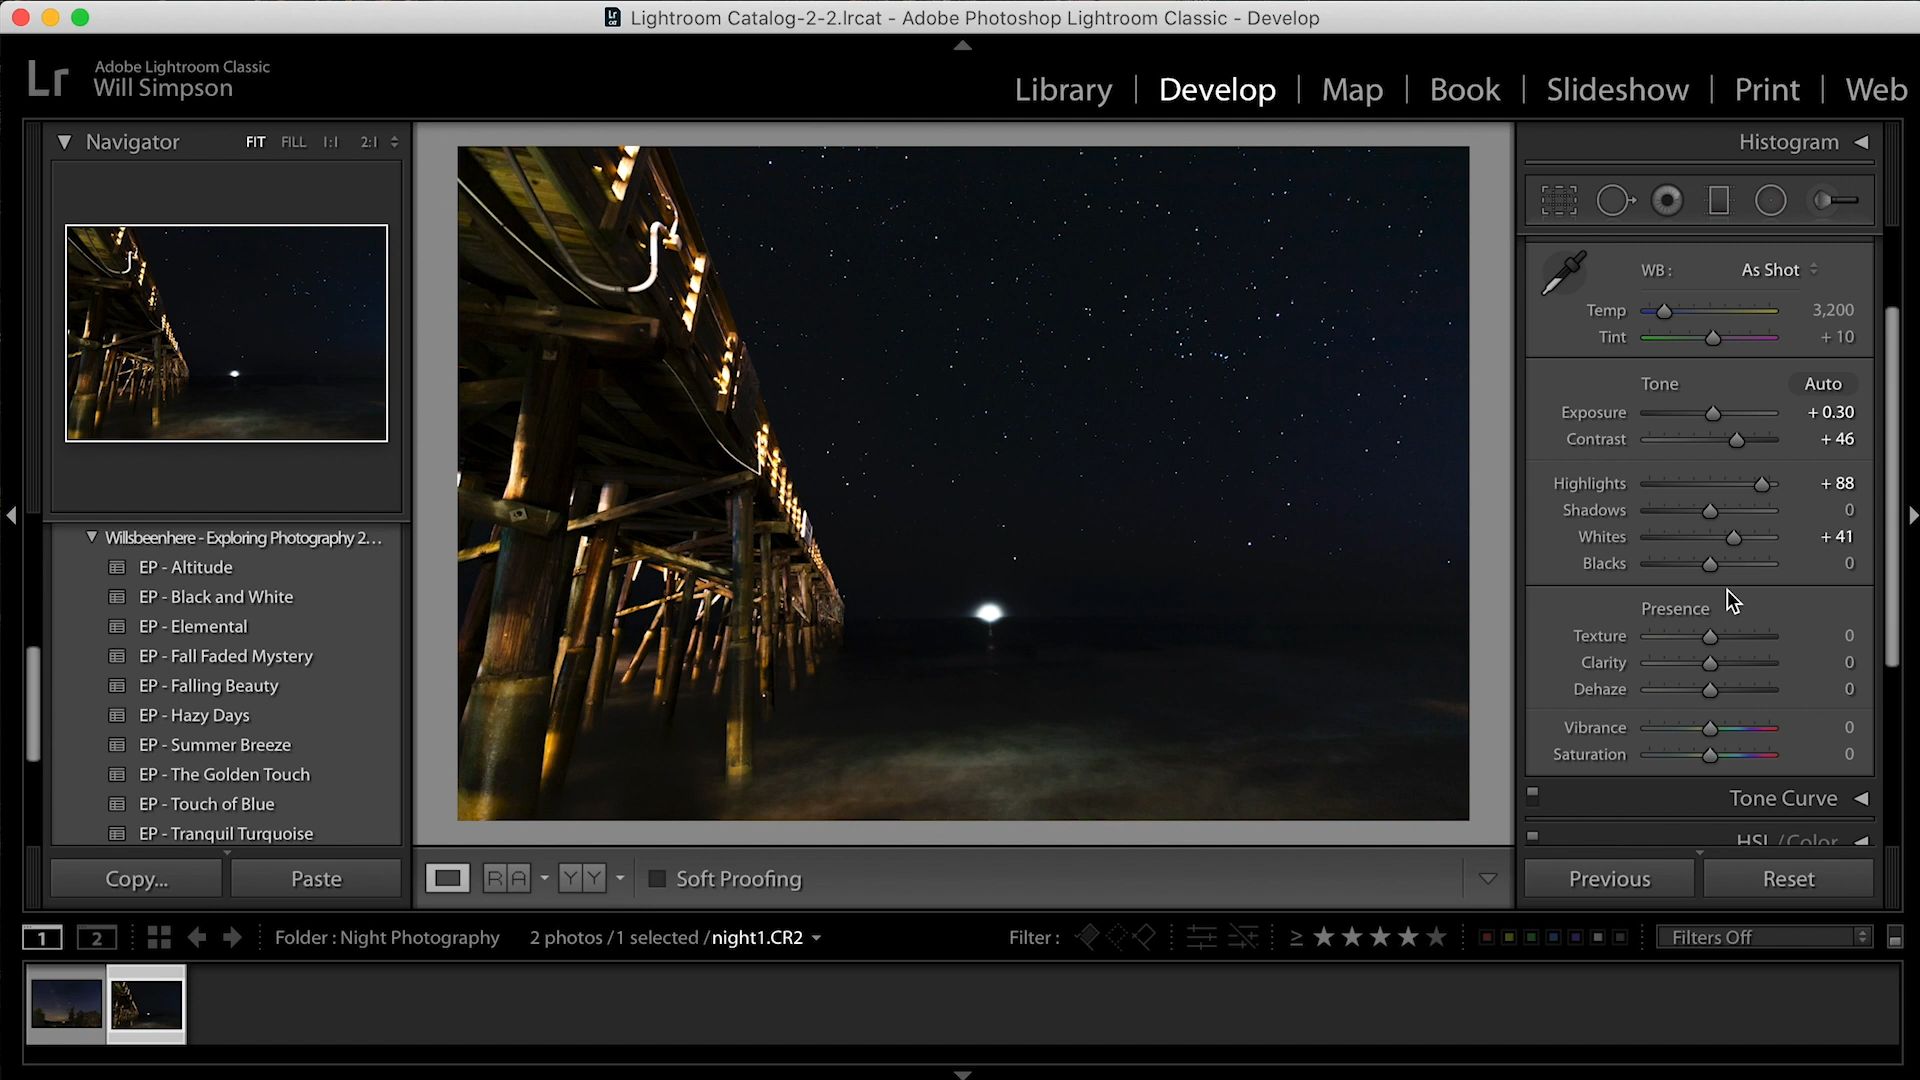 Lightroom Catalog-2-2.lrcat - Adobe Photoshop Lightroom Classic - Develop
Lr
Adobe Lightroom Classic
Will Simpson
Library | Develop | Map | Book | Slideshow | Print | Web
Navigator FIT FILL 1:1 2:1
Histogram
WB: As Shot
Temp 3,200
Tint + 10
Tone Auto
Exposure + 0.30
Contrast + 46
Highlights + 88
Shadows 0
Whites + 41
Blacks 0
Presence
Texture 0
Clarity 0
Dehaze 0
Vibrance 0
Saturation 0
Tone Curve
HSL / Color
Willsbeenhere - Exploring Photography 2...
EP - Altitude
EP - Black and White
EP - Elemental
EP - Fall Faded Mystery
EP - Falling Beauty
EP - Hazy Days
EP - Summer Breeze
EP - The Golden Touch
EP - Touch of Blue
EP - Tranquil Turquoise
Copy... Paste
R A Y Y Soft Proofing
Previous Reset
1 2 Folder : Night Photography 2 photos / 1 selected / night1.CR2 Filter : ≥ ★★★★★ Filters Off